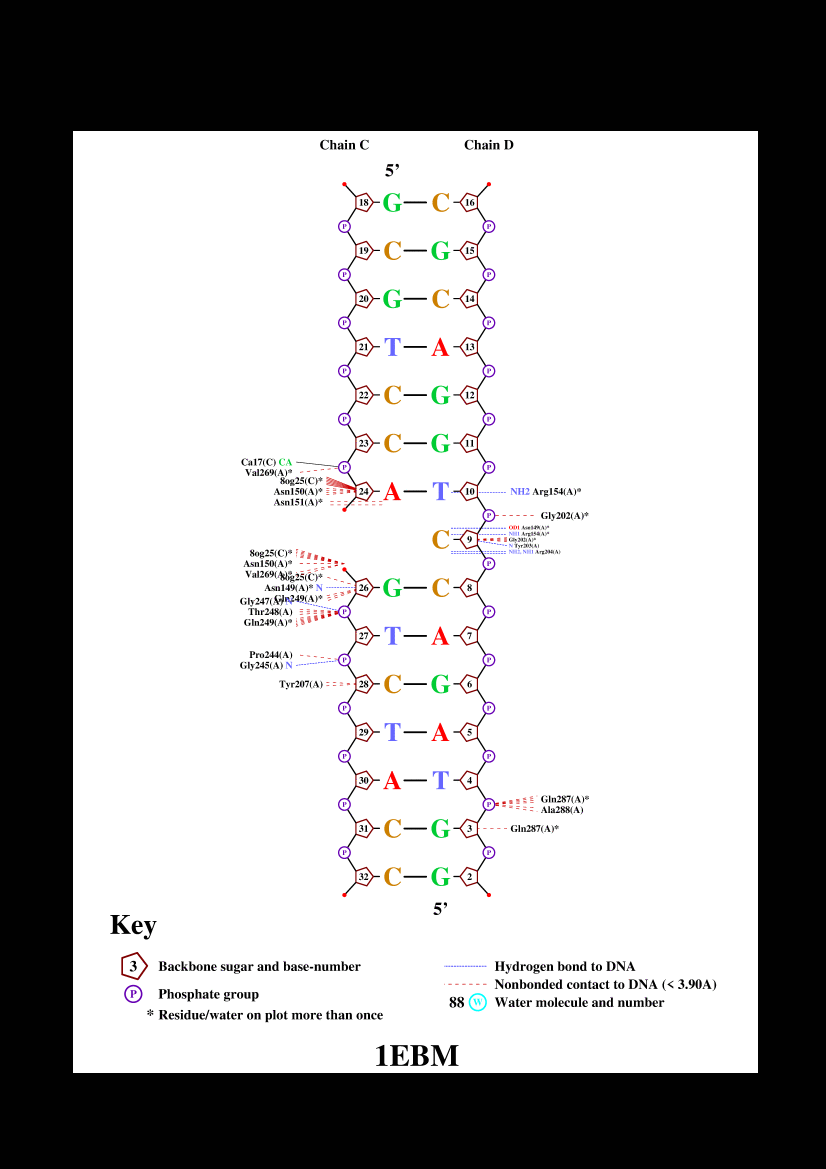 Chain C Chain D
5’
18 G C 16
P P
19 C G 15
P P
20 G C 14
P P
21 T A 13
P P
22 C G 12
P P
23 C G 11
Ca17(C) CA P P
Val269(A)*
8og25(C)*
Asn150(A)* 24 A T 10 NH2 Arg154(A)*
Asn151(A)*
P Gly202(A)*
OD1 Asn149(A)*
NH1 Arg154(A)*
C 9 Gly202(A)*
N Tyr203(A)
NH2, NH1 Arg204(A)
8og25(C)*
Asn150(A)* P
Val269(A)*
8og25(C)*
Asn149(A)* N 26 G C 8
Gln249(A)*
Gly247(A) N
Thr248(A) P P
Gln249(A)*
27 T A 7
Pro244(A) P P
Gly245(A) N
Tyr207(A) 28 C G 6
P P
29 T A 5
P P
30 A T 4
P P Gln287(A)*
Ala288(A)
31 C G 3 Gln287(A)*
P P
32 C G 2
5’
Key
3 Backbone sugar and base-number
P Phosphate group
* Residue/water on plot more than once
Hydrogen bond to DNA
Nonbonded contact to DNA (< 3.90A)
88 W Water molecule and number
1EBM